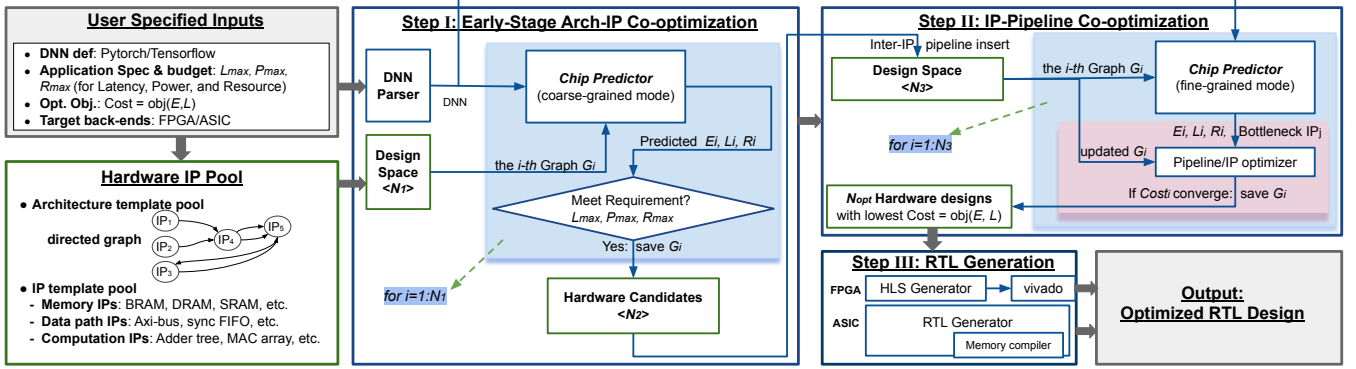 User Specified Inputs
● DNN def: Pytorch/Tensorflow
● Application Spec & budget: Lmax, Pmax,
Rmax (for Latency, Power, and Resource)
● Opt. Obj.: Cost = obj(E,L)
● Target back-ends: FPGA/ASIC
Hardware IP Pool
● Architecture template pool
directed graph
IP1
IP2
IP3
IP4
IP5
● IP template pool
- Memory IPs: BRAM, DRAM, SRAM, etc.
- Data path IPs: Axi-bus, sync FIFO, etc.
- Computation IPs: Adder tree, MAC array, etc.
Step I: Early-Stage Arch-IP Co-optimization
DNN
Parser
DNN
Design
Space
<N1>
the i-th Graph Gi
Chip Predictor
(coarse-grained mode)
Predicted Ei, Li, Ri
Meet Requirement?
Lmax, Pmax, Rmax
Yes: save Gi
for i=1:N1
Hardware Candidates
<N2>
Step II: IP-Pipeline Co-optimization
Inter-IP pipeline insert
Design Space
<N3>
the i-th Graph Gi
Chip Predictor
(fine-grained mode)
for i=1:N3
Ei, Li, Ri, Bottleneck IPj
updated Gi
Pipeline/IP optimizer
If Costi converge: save Gi
Nopt Hardware designs
with lowest Cost = obj(E, L)
Step III: RTL Generation
FPGA
HLS Generator
vivado
ASIC
RTL Generator
Memory compiler
Output:
Optimized RTL Design